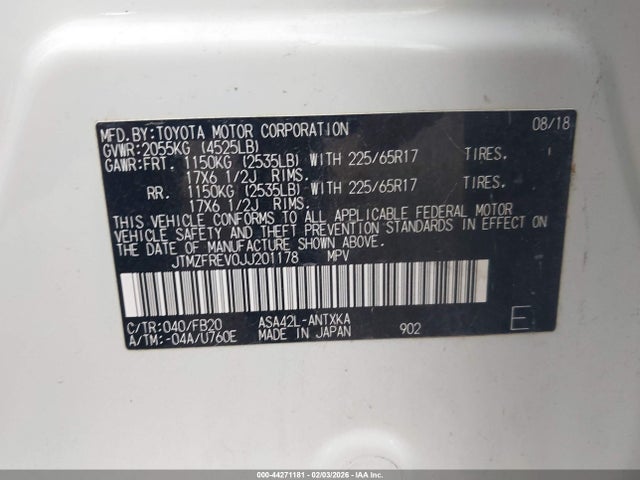 MFD.BY:TOYOTA MOTOR CORPORATION 08/18
GVWR:2055KG (4525LB)
GAWR:FRT. 1150KG (2535LB) WITH 225/65R17 TIRES,
17X6 1/2J RIMS.
RR. 1150KG (2535LB) WITH 225/65R17 TIRES,
17X6 1/2J RIMS.
THIS VEHICLE CONFORMS TO ALL APPLICABLE FEDERAL MOTOR
VEHICLE SAFETY AND THEFT PREVENTION STANDARDS IN EFFECT ON
THE DATE OF MANUFACTURE SHOWN ABOVE.
JTMZFREV0JJ201178 MPV
C/TR:040/FB20 ASA42L-ANTXKA
A/TM:-04A/U760E MADE IN JAPAN 902 E
000-44271181 - 02/03/2026 - Copyright 2026 - IAA Inc.